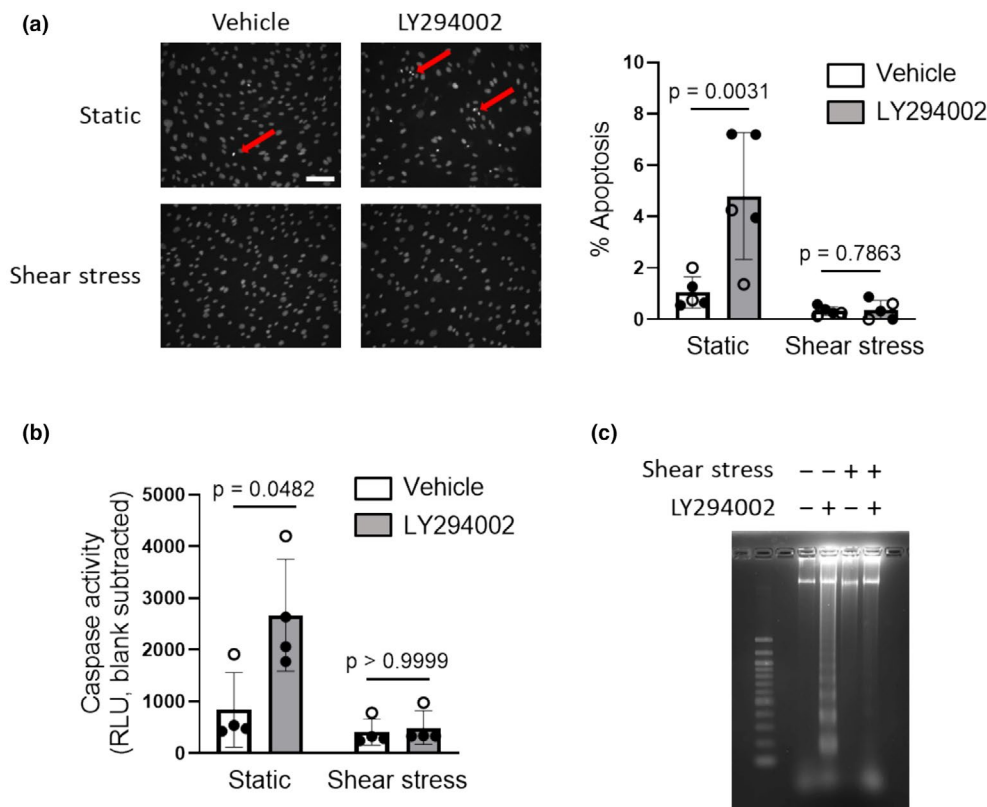 (a)
Vehicle
LY294002
Static
Shear stress
10
8
6
4
2
0
% Apoptosis
p = 0.0031
p = 0.7863
Vehicle
LY294002
Static
Shear stress
(b)
5000
4000
3000
2000
1000
0
Caspase activity
(RLU, blank subtracted)
p = 0.0482
p > 0.9999
Vehicle
LY294002
Static
Shear stress
(c)
Shear stress – – + +
LY294002 – + – +